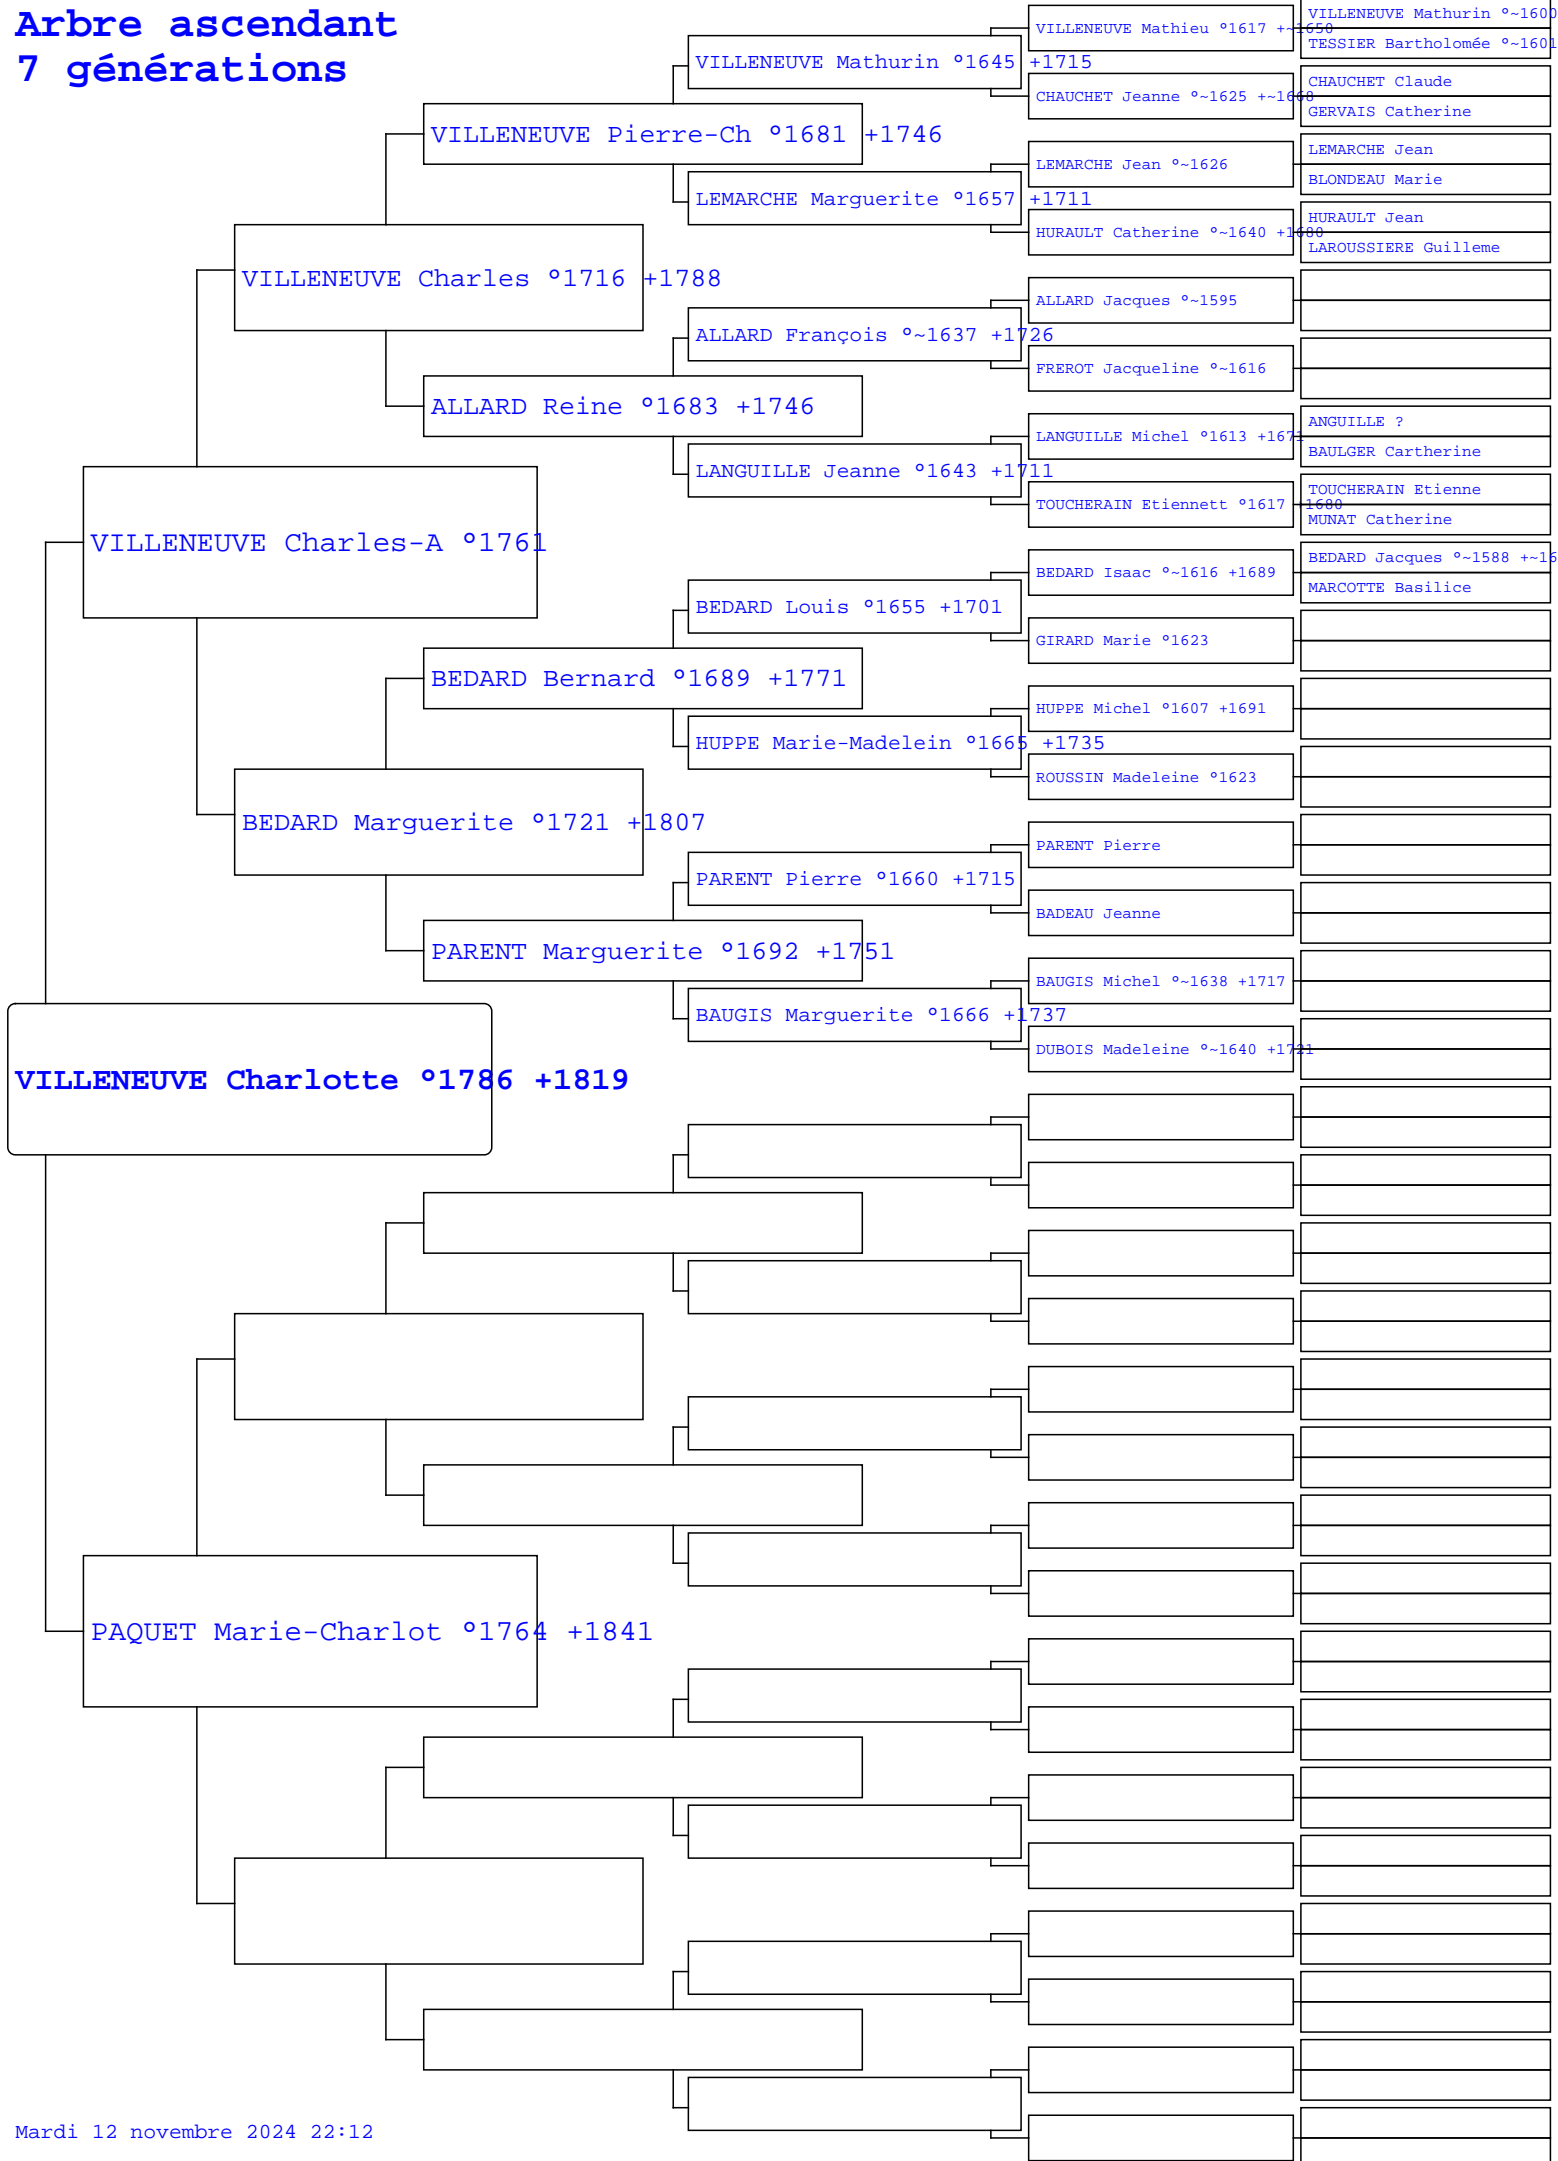 Arbre ascendant
7 générations
VILLENEUVE Mathurin °~1600
VILLENEUVE Mathieu °1617 +~1650
TESSIER Bartholomée °~1601
VILLENEUVE Mathurin °1645 +1715
CHAUCHET Claude
CHAUCHET Jeanne °~1625 +~1668
GERVAIS Catherine
VILLENEUVE Pierre-Ch °1681 +1746
LEMARCHE Jean
LEMARCHE Jean °~1626
BLONDEAU Marie
LEMARCHE Marguerite °1657 +1711
HURAULT Jean
HURAULT Catherine °~1640 +1680
LAROUSSIERE Guilleme
VILLENEUVE Charles °1716 +1788
ALLARD Jacques °~1595
ALLARD François °~1637 +1726
FREROT Jacqueline °~1616
ALLARD Reine °1683 +1746
ANGUILLE ?
LANGUILLE Michel °1613 +1671
BAULGER Cartherine
LANGUILLE Jeanne °1643 +1711
TOUCHERAIN Etienne
TOUCHERAIN Etiennett °1617 +1680
MUNAT Catherine
VILLENEUVE Charles-A °1761
BEDARD Jacques °~1588 +~16
BEDARD Isaac °~1616 +1689
MARCOTTE Basilice
BEDARD Louis °1655 +1701
GIRARD Marie °1623
BEDARD Bernard °1689 +1771
HUPPE Michel °1607 +1691
HUPPE Marie-Madelein °1665 +1735
ROUSSIN Madeleine °1623
BEDARD Marguerite °1721 +1807
PARENT Pierre
PARENT Pierre °1660 +1715
BADEAU Jeanne
PARENT Marguerite °1692 +1751
BAUGIS Michel °~1638 +1717
BAUGIS Marguerite °1666 +1737
DUBOIS Madeleine °~1640 +1721
VILLENEUVE Charlotte °1786 +1819
PAQUET Marie-Charlot °1764 +1841
Mardi 12 novembre 2024 22:12